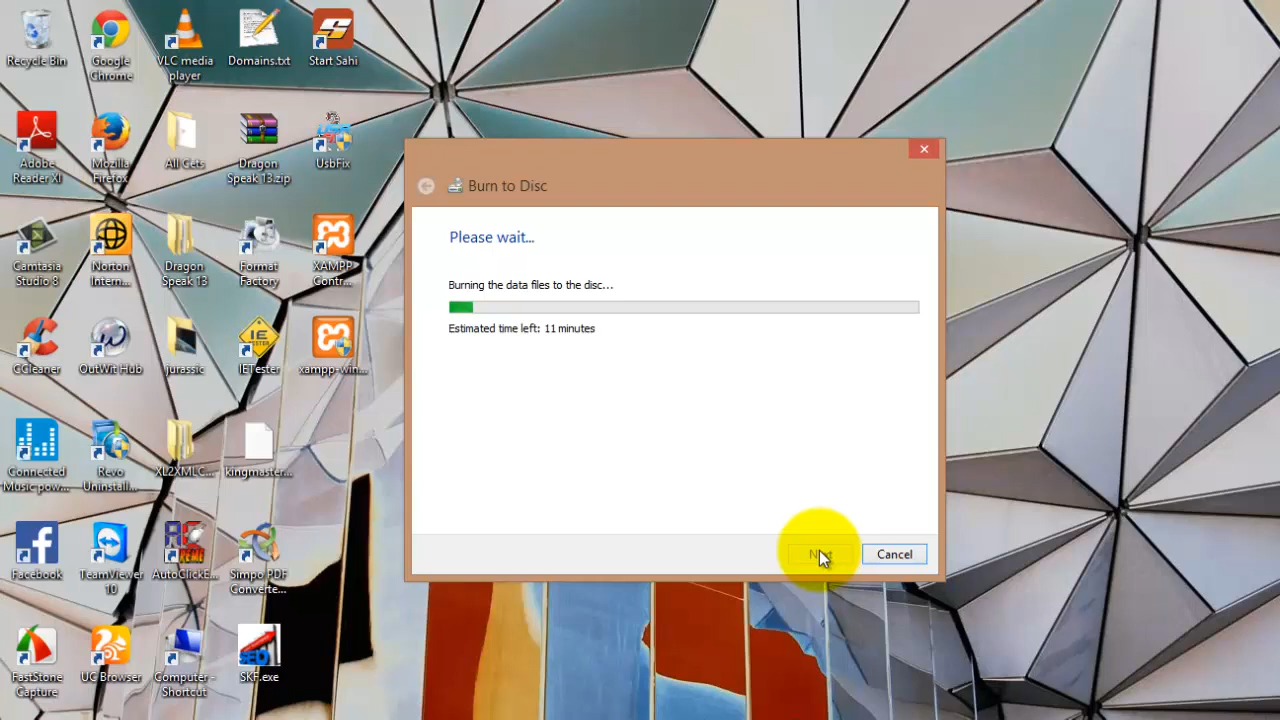 Recycle Bin
Google
Chrome
VLC media
player
Domains.txt
Start Sahi
Adobe
Reader XI
Mozilla
Firefox
All Cets
Dragon
Speak 13.zip
UsbFix
Camtasia
Studio 8
Norton
Intern...
Dragon
Speak 13
Format
Factory
XAMPP
Contr...
CCleaner
OutWit Hub
jurassic
IETester
xampp-win...
Connected
Music pow...
Revo
Uninstall...
XL2XMLC...
kingmaster...
Facebook
TeamViewer
10
AutoClickE...
Simpo PDF
Converte...
FastStone
Capture
UC Browser
Computer -
Shortcut
SKF.exe
Burn to Disc
Please wait...
Burning the data files to the disc...
Estimated time left: 11 minutes
Next
Cancel